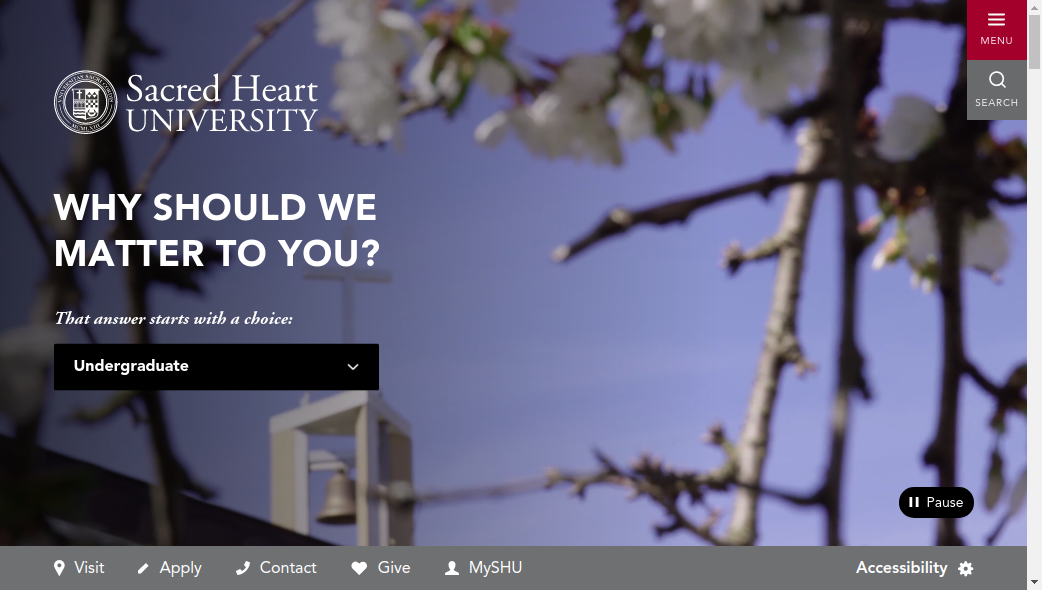 MENU
SEARCH
Sacred Heart
UNIVERSITY
WHY SHOULD WE
MATTER TO YOU?
That answer starts with a choice:
Undergraduate
Pause
Visit
Apply
Contact
Give
MySHU
Accessibility